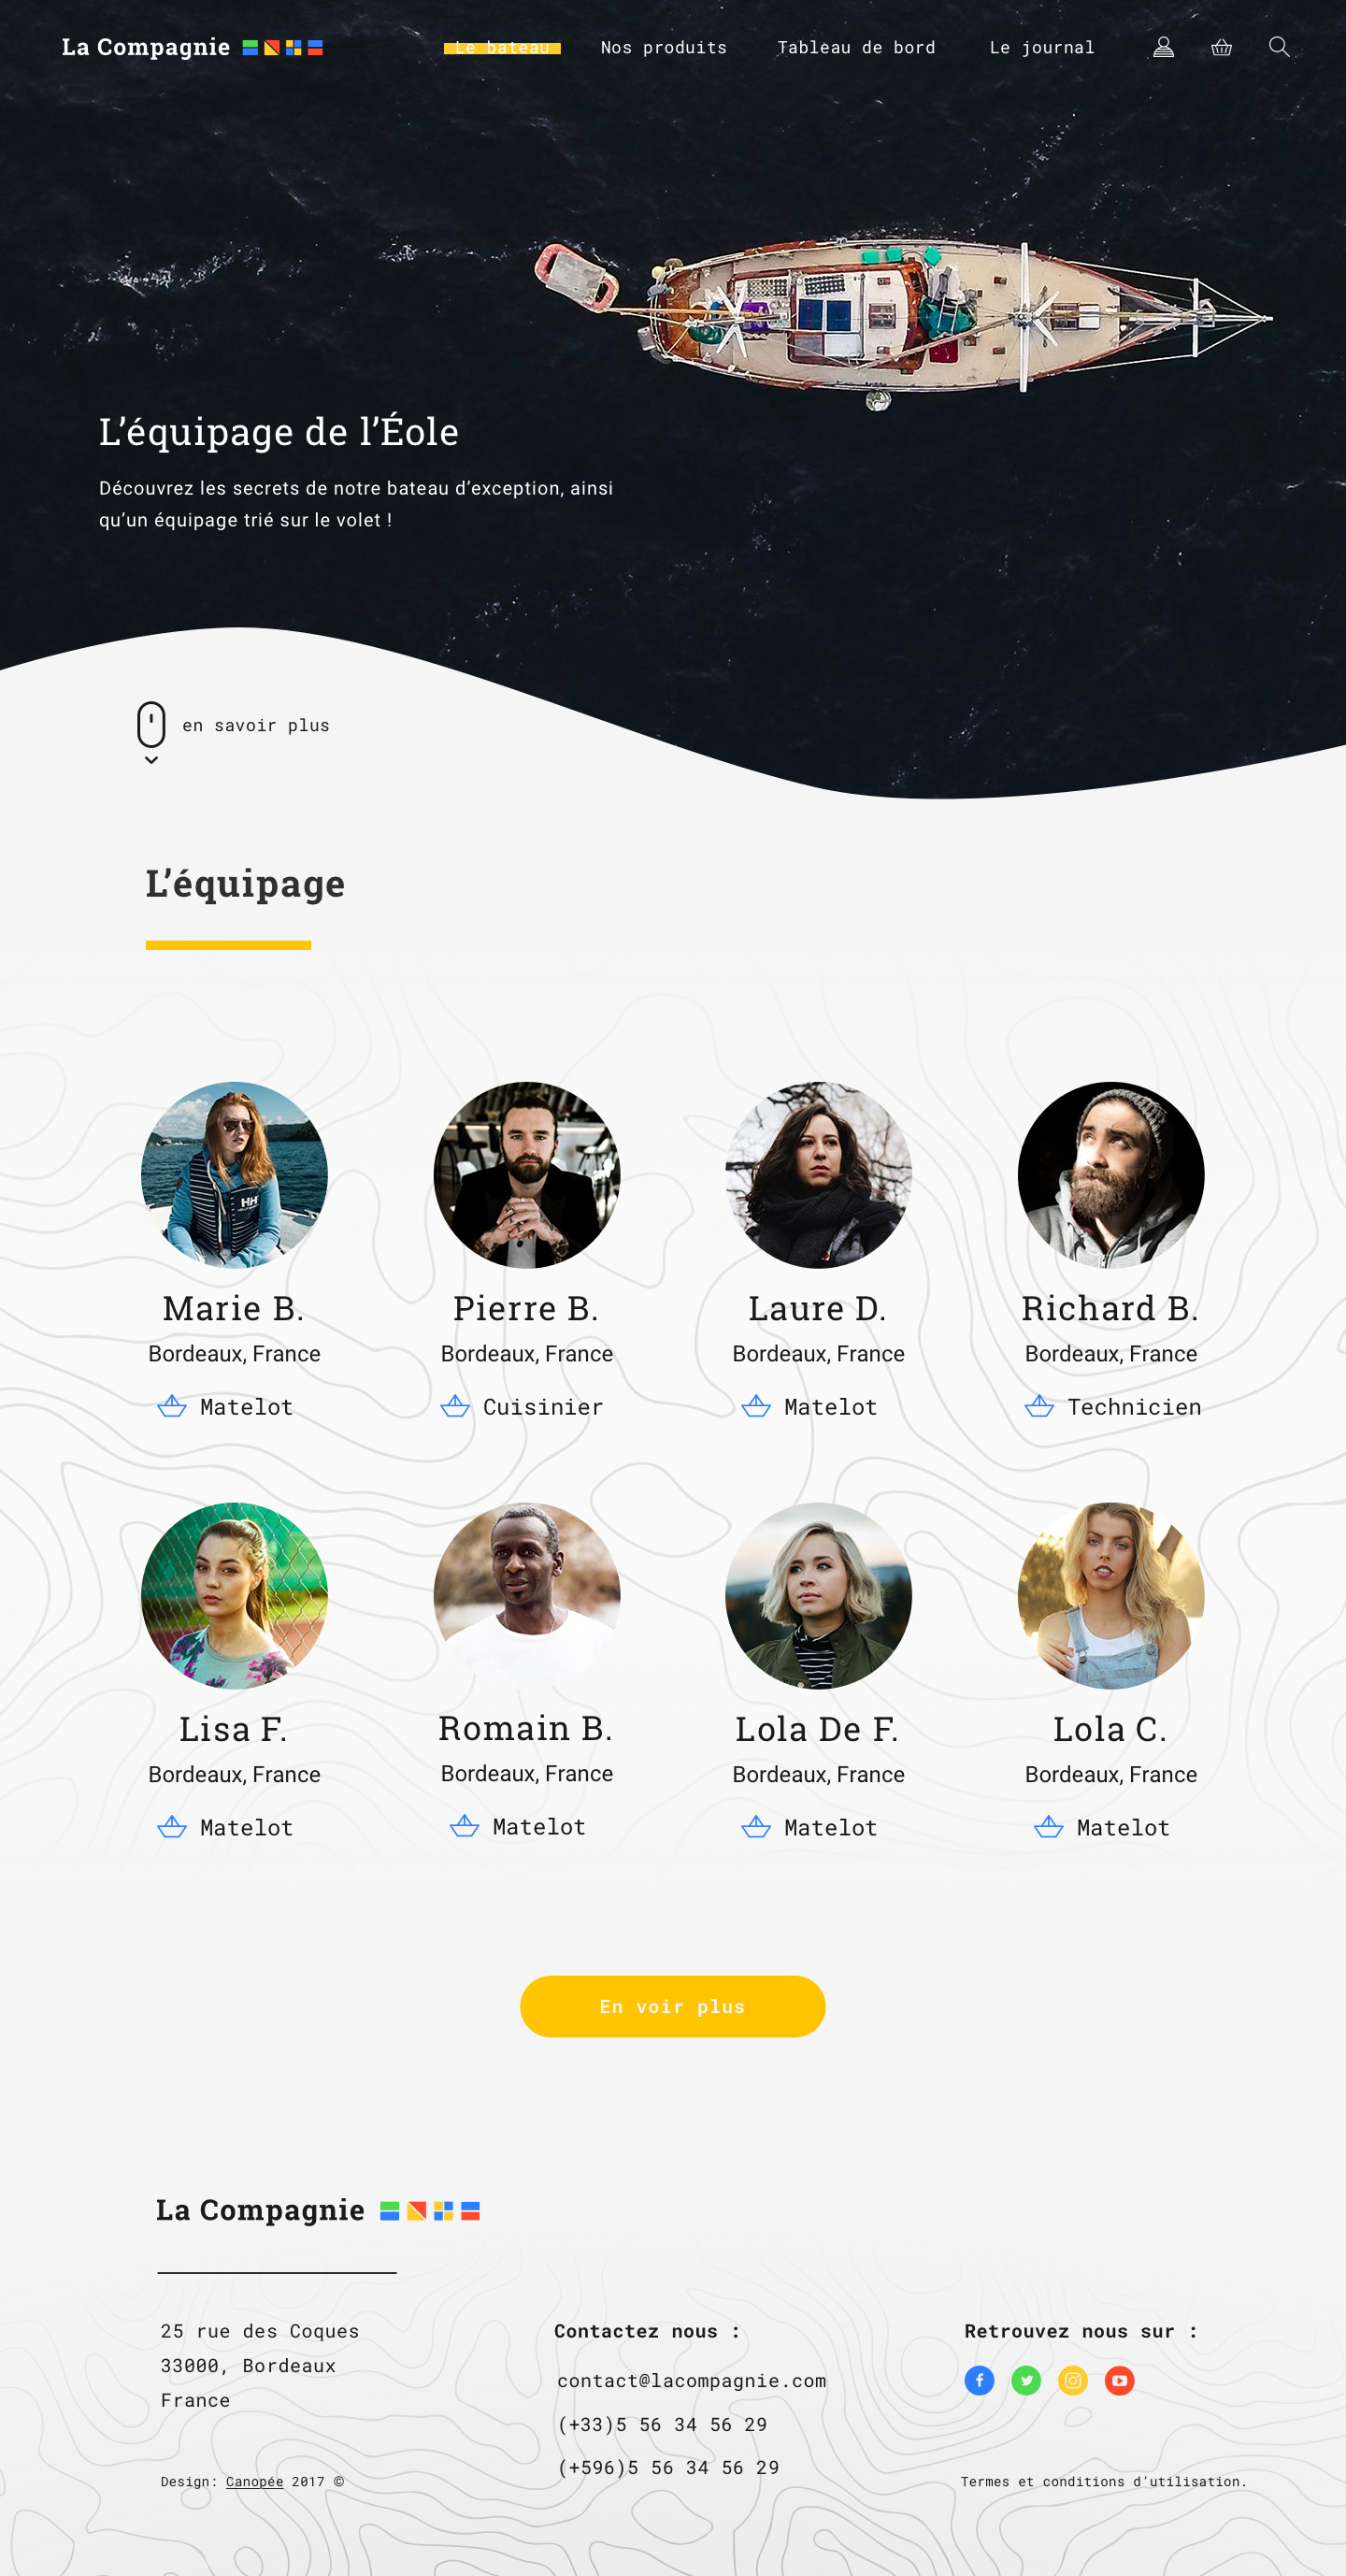 La Compagnie
Le bateau
Nos produits
Tableau de bord
Le journal
L’équipage de l’Éole
Découvrez les secrets de notre bateau d’exception, ainsi
qu’un équipage trié sur le volet !
en savoir plus
L’équipage
HH
Marie B.
Bordeaux, France
Matelot
Pierre B.
Bordeaux, France
Cuisinier
Laure D.
Bordeaux, France
Matelot
Richard B.
Bordeaux, France
Technicien
Lisa F.
Bordeaux, France
Matelot
Romain B.
Bordeaux, France
Matelot
Lola De F.
Bordeaux, France
Matelot
Lola C.
Bordeaux, France
Matelot
En voir plus
La Compagnie
25 rue des Coques
33000, Bordeaux
France
Contactez nous :
contact@lacompagnie.com
(+33)5 56 34 56 29
(+596)5 56 34 56 29
Retrouvez nous sur :
Design: Canopée 2017 ©
Termes et conditions d’utilisation.